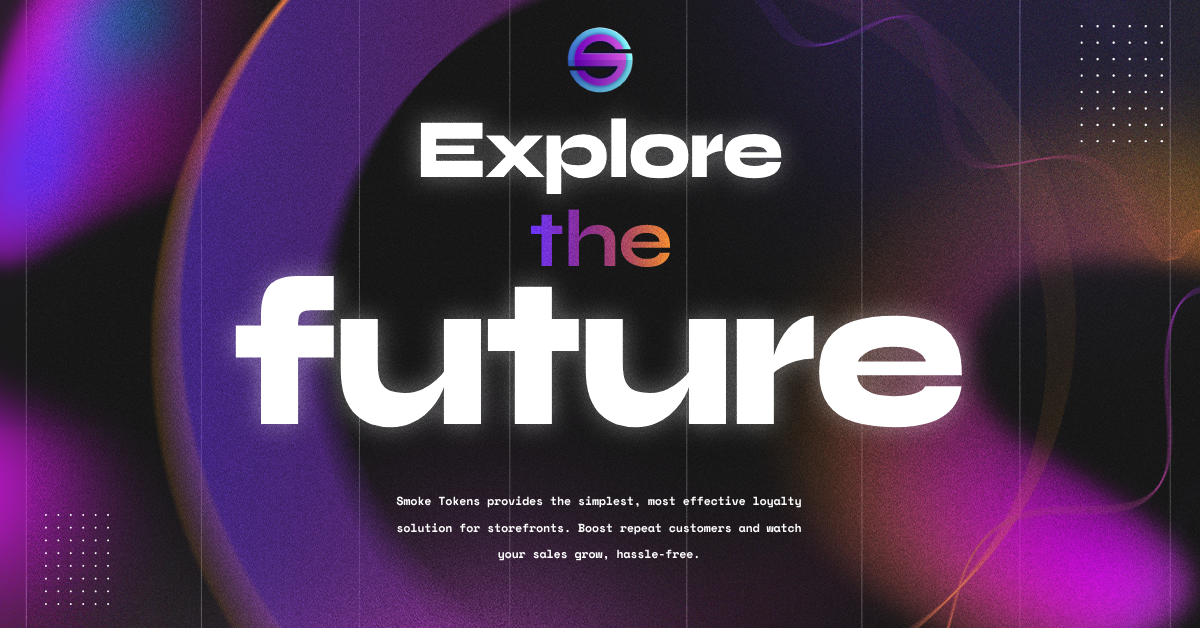 Explore
the
future
Smoke Tokens provides the simplest, most effective loyalty
solution for storefronts. Boost repeat customers and watch
your sales grow, hassle-free.